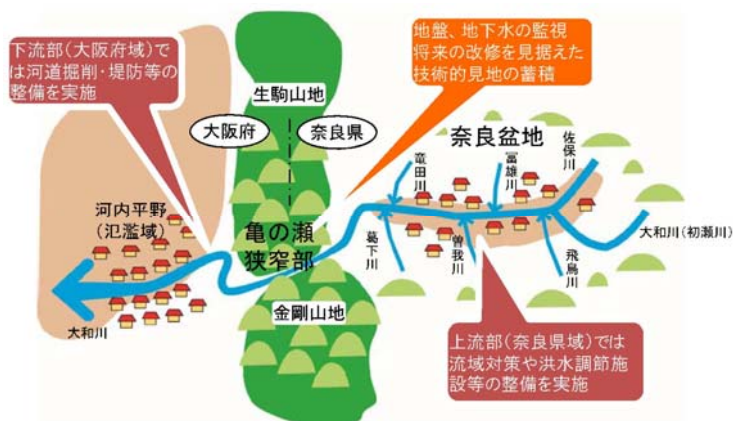 下流部(大阪府域)で
は河道掘削・堤防等の
整備を実施
地盤、地下水の監視
将来の改修を見据えた
技術的見地の蓄積
生駒山地
大阪府
奈良県
奈良盆地
佐保川
富雄川
竜田川
河内平野
(氾濫域)
亀の瀬
狭窄部
葛下川
曽我川
飛鳥川
大和川(初瀬川)
金剛山地
大和川
上流部(奈良県域)では
流域対策や洪水調節施
設等の整備を実施